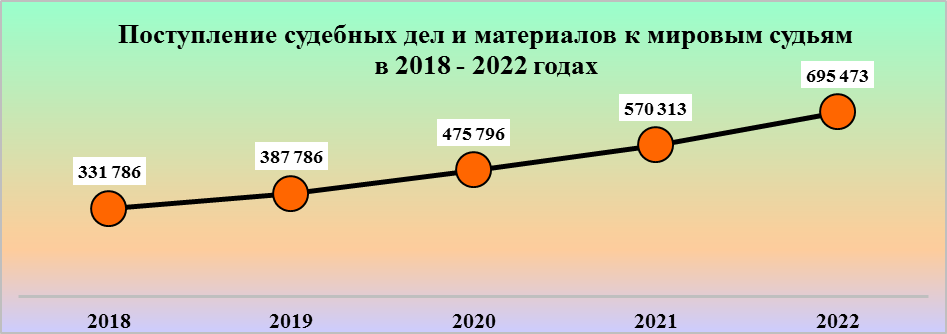 Поступление судебных дел и материалов к мировым судьям
в 2018 - 2022 годах
695 473
570 313
475 796
387 786
331 786
2018 2019 2020 2021 2022